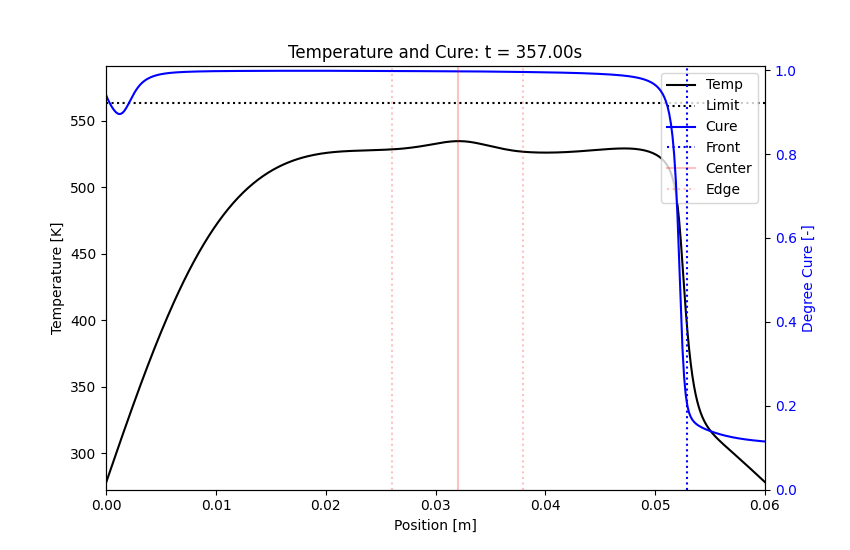 Temperature and Cure: t = 357.00s
Temperature [K]
550
500
450
400
350
300
Temp
Limit
Cure
Front
Center
Edge
1.0
0.8
0.6
0.4
0.2
0.0
Degree Cure [-]
0.00 0.01 0.02 0.03 0.04 0.05 0.06
Position [m]